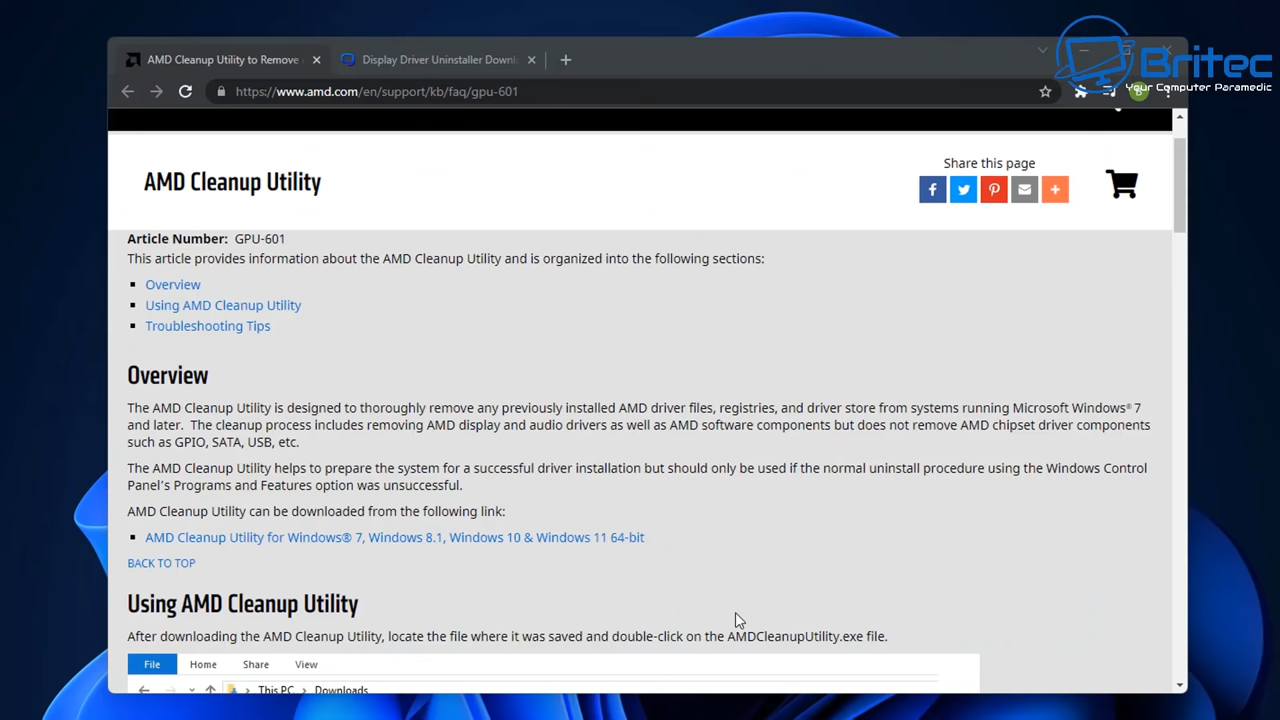 AMD Cleanup Utility to Remove
Display Driver Uninstaller Downl
Britec
Your Computer Paramedic
https://www.amd.com/en/support/kb/faq/gpu-601
AMD Cleanup Utility
Share this page
Article Number: GPU-601
This article provides information about the AMD Cleanup Utility and is organized into the following sections:
Overview
Using AMD Cleanup Utility
Troubleshooting Tips
Overview
The AMD Cleanup Utility is designed to thoroughly remove any previously installed AMD driver files, registries, and driver store from systems running Microsoft Windows® 7
and later. The cleanup process includes removing AMD display and audio drivers as well as AMD software components but does not remove AMD chipset driver components
such as GPIO, SATA, USB, etc.
The AMD Cleanup Utility helps to prepare the system for a successful driver installation but should only be used if the normal uninstall procedure using the Windows Control
Panel's Programs and Features option was unsuccessful.
AMD Cleanup Utility can be downloaded from the following link:
AMD Cleanup Utility for Windows® 7, Windows 8.1, Windows 10 & Windows 11 64-bit
BACK TO TOP
Using AMD Cleanup Utility
After downloading the AMD Cleanup Utility, locate the file where it was saved and double-click on the AMDCleanupUtility.exe file.
File Home Share View
This PC > Downloads